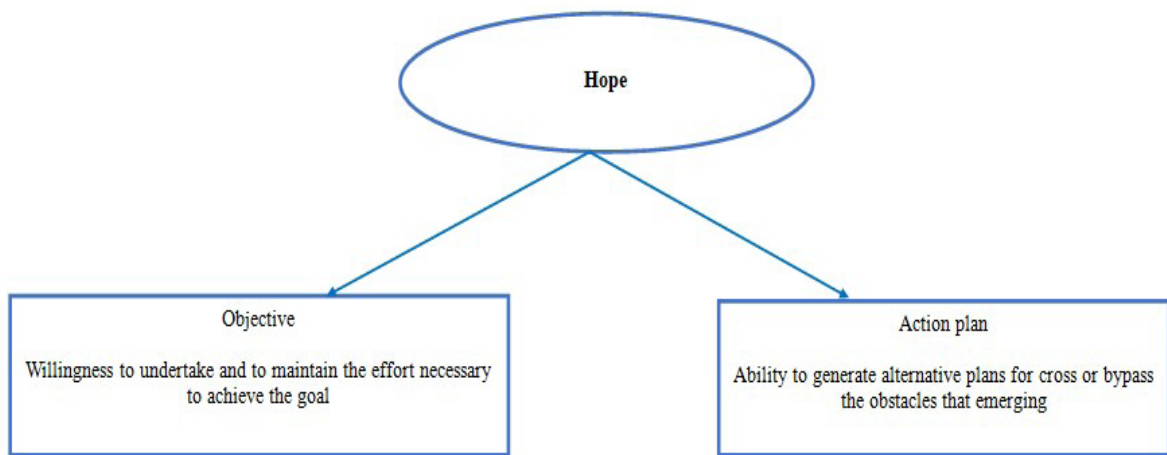 Hope
Objective
Willingness to undertake and to maintain the effort necessary
to achieve the goal
Action plan
Ability to generate alternative plans for cross or bypass
the obstacles that emerging